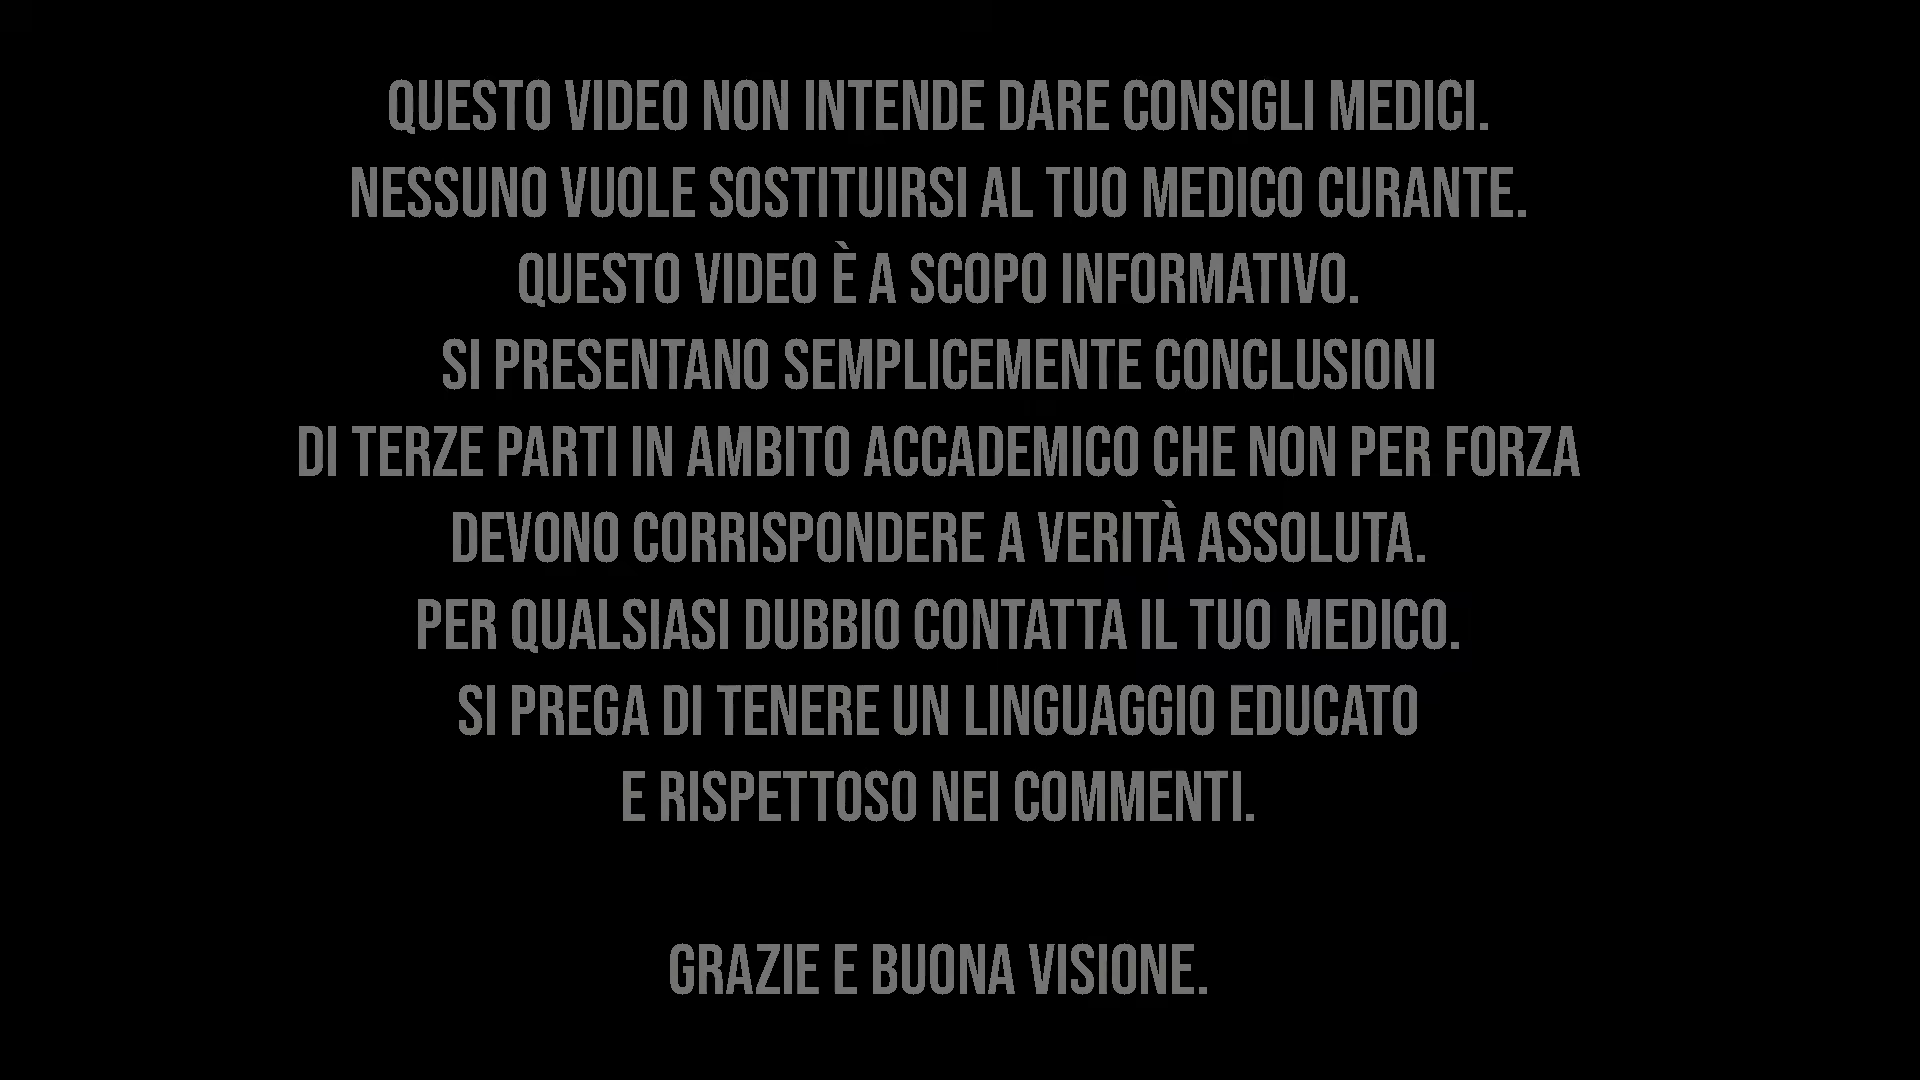 QUESTO VIDEO NON INTENDE DARE CONSIGLI MEDICI.
NESSUNO VUOLE SOSTITUIRSI AL TUO MEDICO CURANTE.
QUESTO VIDEO È A SCOPO INFORMATIVO.
SI PRESENTANO SEMPLICEMENTE CONCLUSIONI
DI TERZE PARTI IN AMBITO ACCADEMICO CHE NON PER FORZA
DEVONO CORRISPONDERE A VERITÀ ASSOLUTA.
PER QUALSIASI DUBBIO CONTATTA IL TUO MEDICO.
SI PREGA DI TENERE UN LINGUAGGIO EDUCATO
E RISPETTOSO NEI COMMENTI.
GRAZIE E BUONA VISIONE.